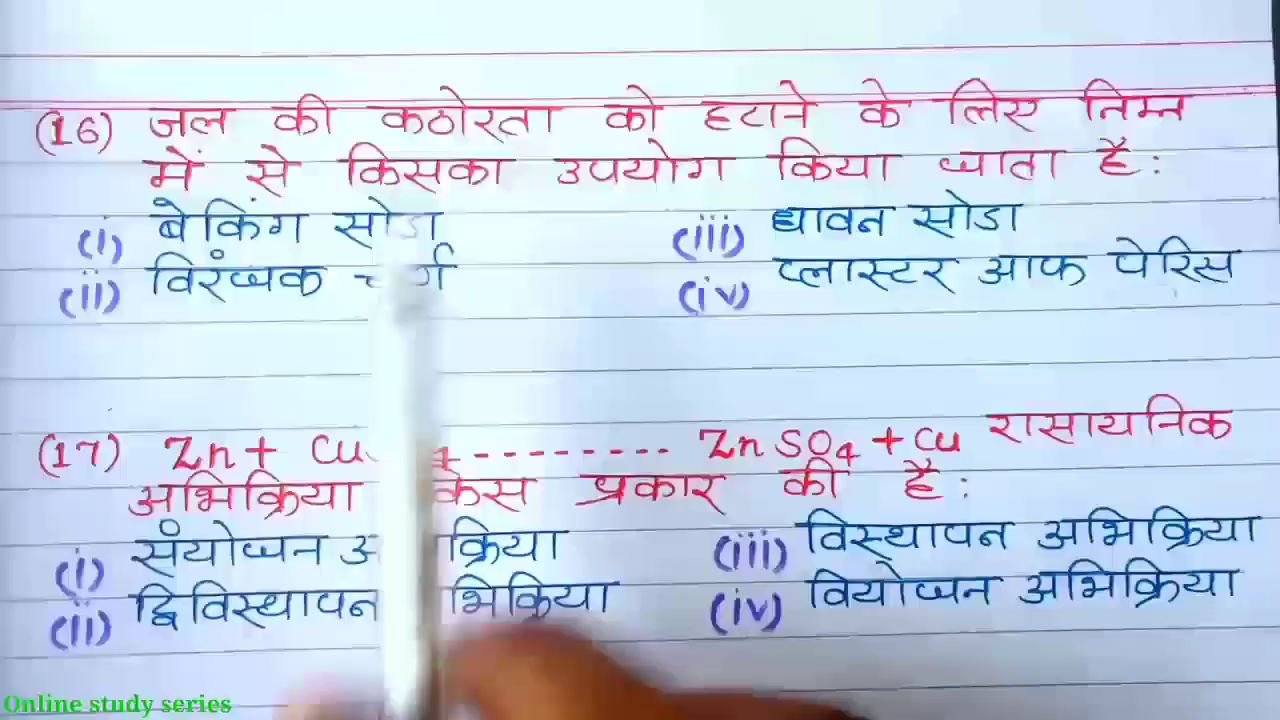 (16) जल की कठोरता को हटाने के लिए निम्न
में से किसका उपयोग किया जाता है:
(i) बेकिंग सोडा (iii) धावन सोडा
(ii) विरंजक (iv) प्लास्टर आफ पेरिस
(17) Zn + Cu --------- ZnSO4 + Cu रासायनिक
अभिक्रिया किस प्रकार की है:
(i) संयोजन अ क्रिया (iii) विस्थापन अभिक्रिया
(ii) द्विविस्थापन भिक्रिया (iv) वियोजन अभिक्रिया
Online study series